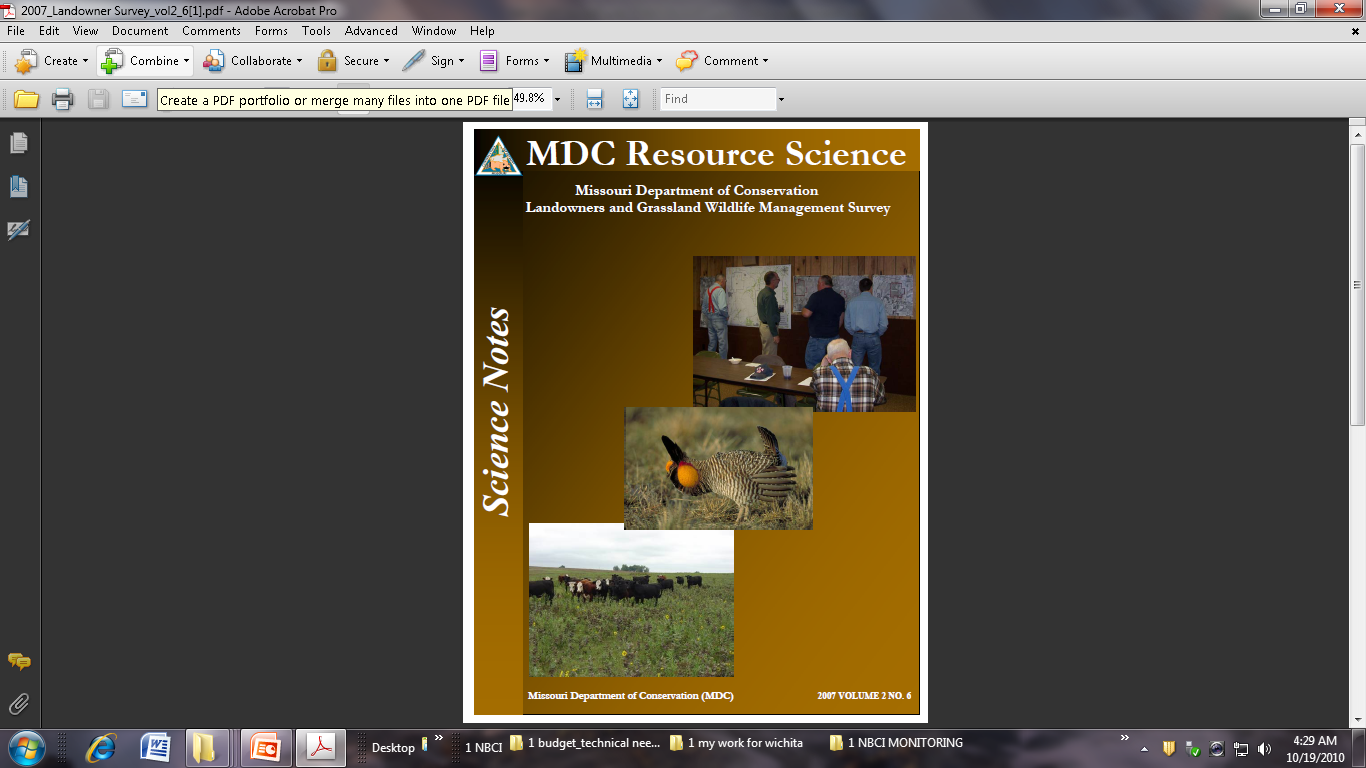 2007_Landowner Survey_vol2_6[1].pdf - Adobe Acrobat Pro
File Edit View Document Comments Forms Tools Advanced Window Help
Create Combine Collaborate Secure Sign Forms Multimedia Comment
Create a PDF portfolio or merge many files into one PDF file 49.8% Find
MDC Resource Science
Missouri Department of Conservation
Landowners and Grassland Wildlife Management Survey
Science Notes
Missouri Department of Conservation (MDC) 2007 VOLUME 2 NO. 6
Desktop » 1 NBCI 1 budget_technical nee... 1 my work for wichita 1 NBCI MONITORING » 4:29 AM
10/19/2010